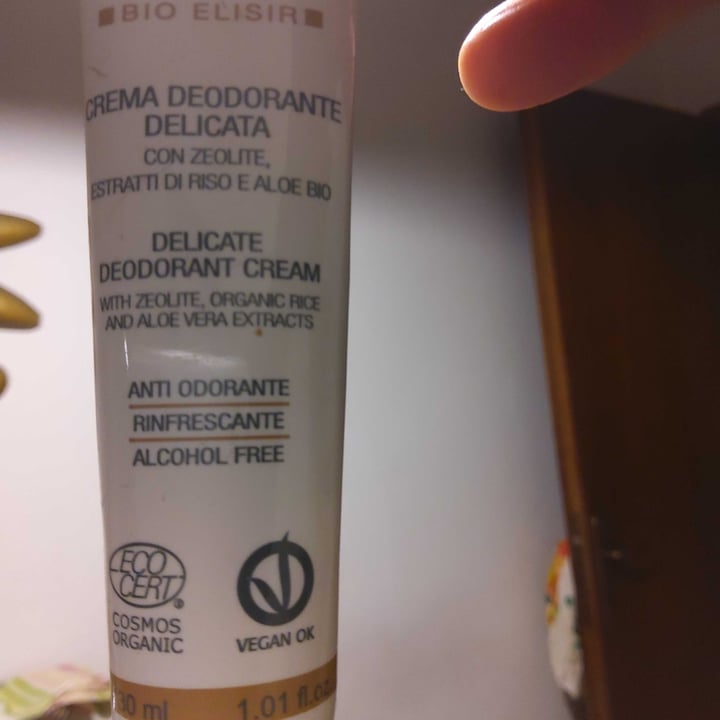 BIO ELISIR
CREMA DEODORANTE
DELICATA
CON ZEOLITE,
ESTRATTI DI RISO E ALOE BIO
DELICATE
DEODORANT CREAM
WITH ZEOLITE, ORGANIC RICE
AND ALOE VERA EXTRACTS
ANTI ODORANTE
RINFRESCANTE
ALCOHOL FREE
ECO
CERT®
COSMOS
ORGANIC
VEGAN OK
30 ml 1.01 fl.oz.